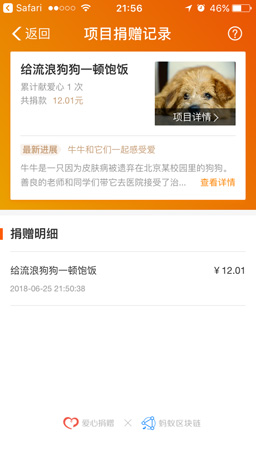 Safari 21:56 63%
返回 项目捐赠记录 ?
给流浪狗狗一顿饱饭
累计献爱心 1 次
共捐款 12.01元
项目详情 >
最新进展 牛牛和它们一起感受爱
牛牛是一只因为皮肤病被遗弃在北京某校园里的狗狗。
善良的老师和同学们带它去医院接受了治... 查看详情
捐赠明细
给流浪狗狗一顿饱饭 ¥12.01
2018-06-25 21:50:38
爱心捐赠 × 蚂蚁区块链